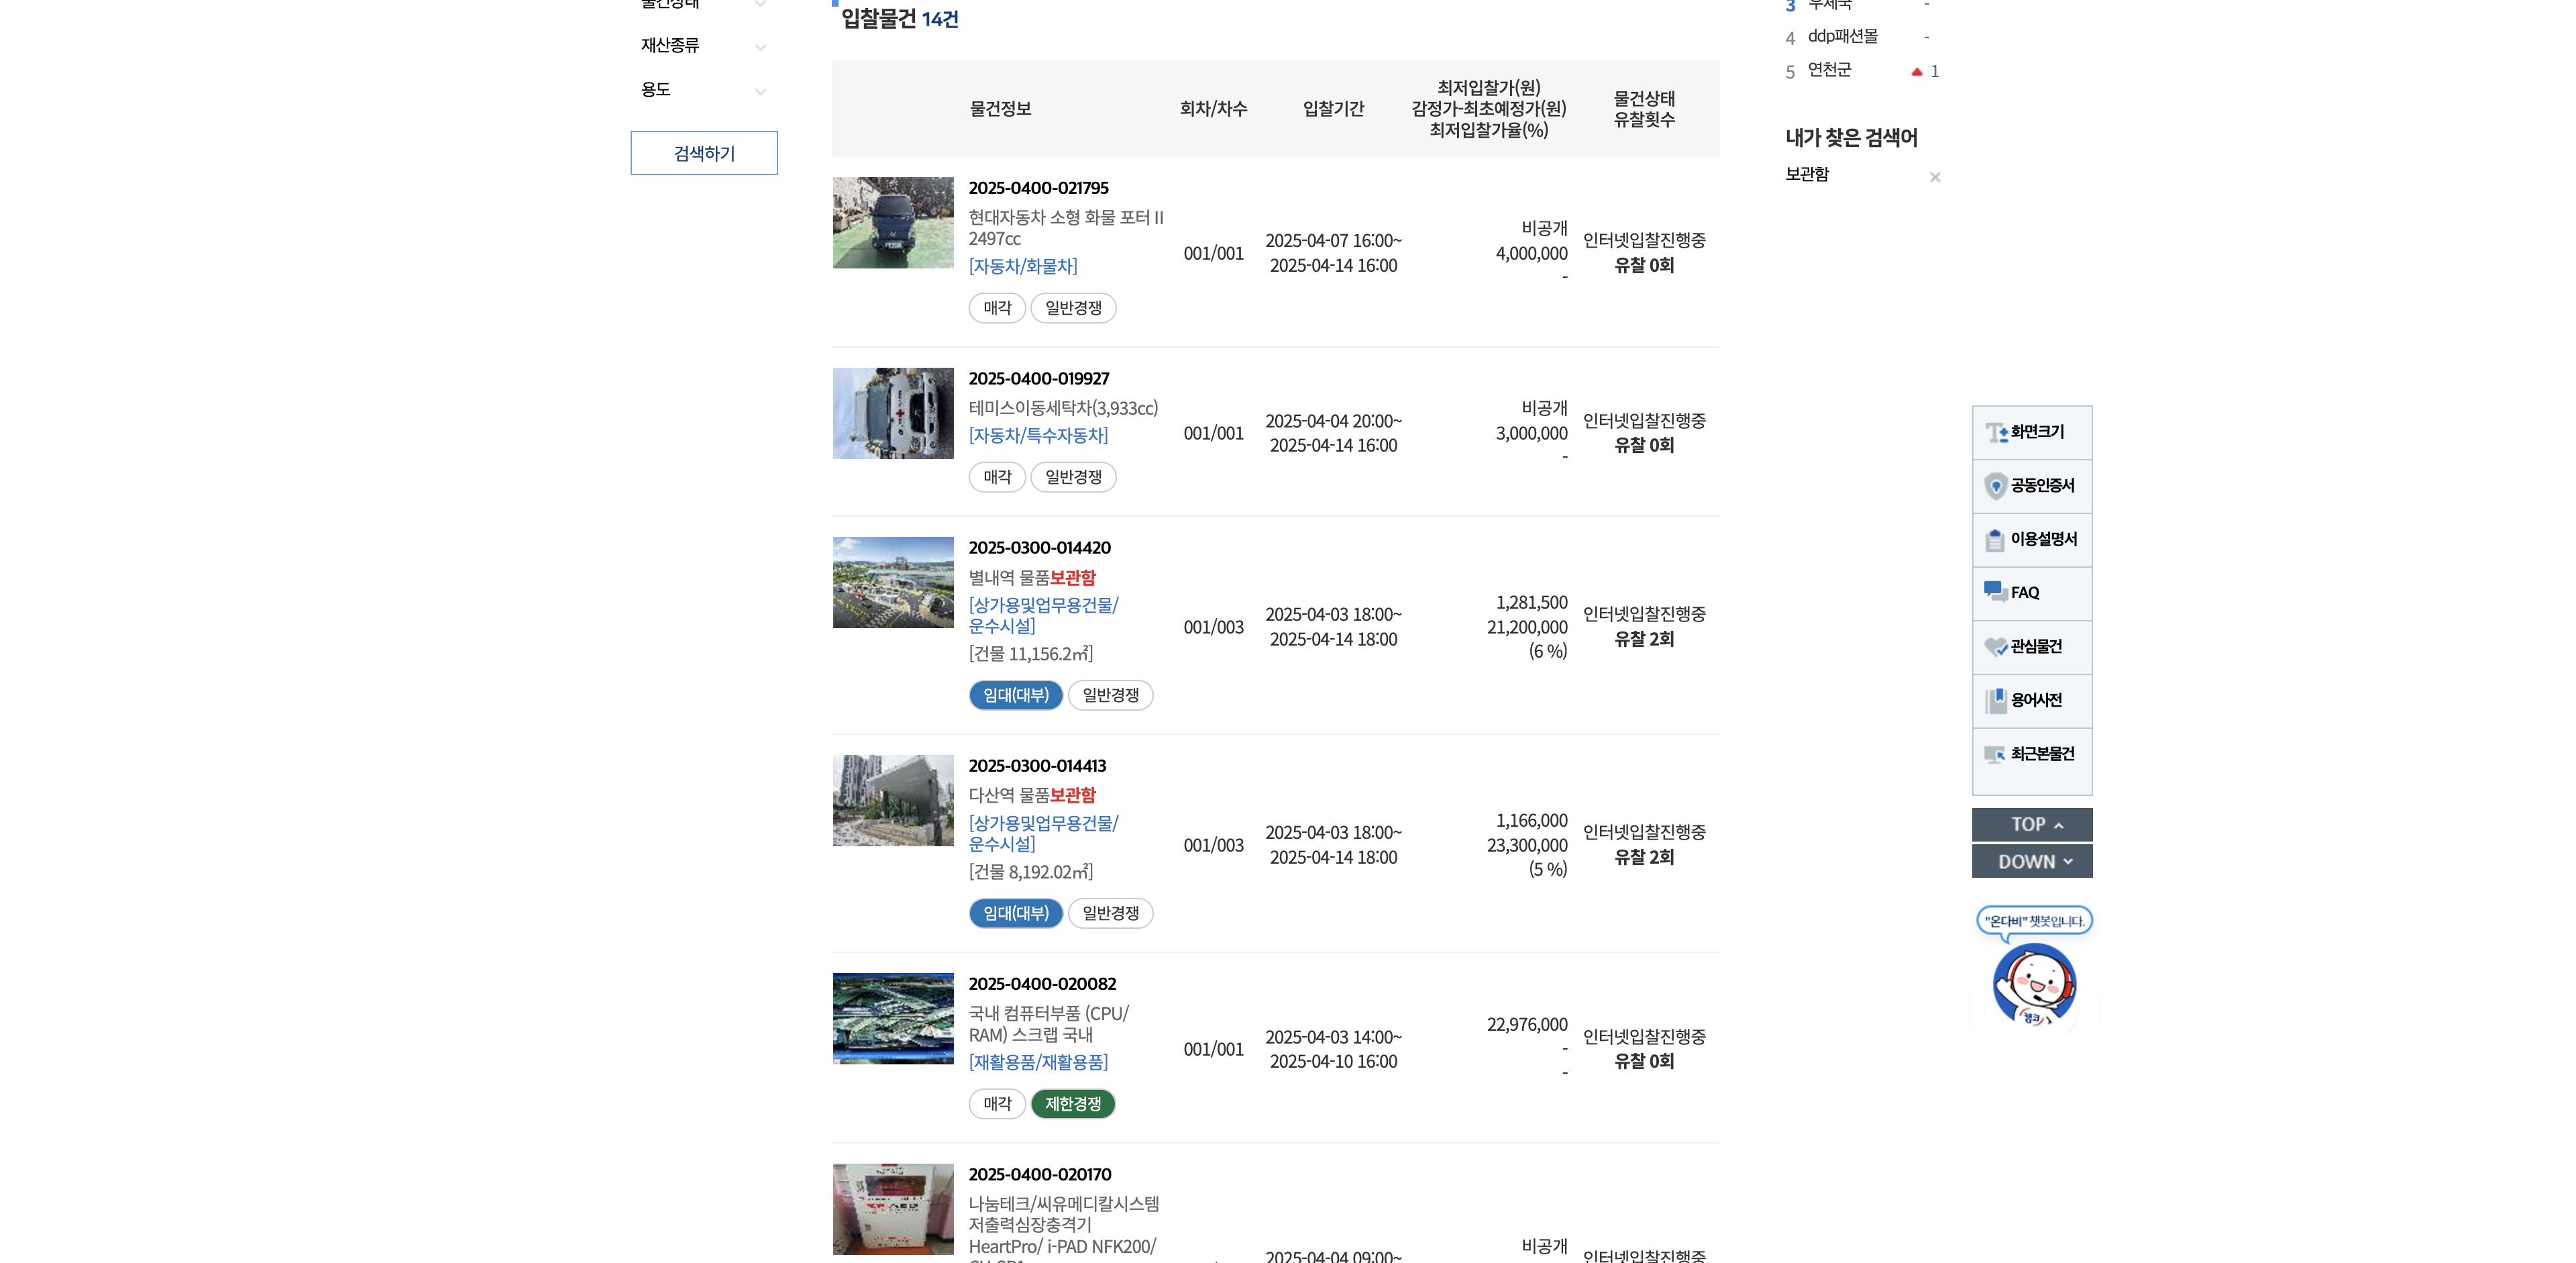 물건상태
재산종류
용도
검색하기
입찰물건 14건
물건정보
회차/차수
입찰기간
최저입찰가(원)
감정가-최초예정가(원)
최저입찰가율(%)
물건상태
유찰횟수
2025-0400-021795
현대자동차 소형 화물 포터 II
2497cc
[자동차/화물차]
매각 일반경쟁
001/001
2025-04-07 16:00~
2025-04-14 16:00
비공개
4,000,000
-
인터넷입찰진행중
유찰 0회
2025-0400-019927
테미스이동세탁차(3,933cc)
[자동차/특수자동차]
매각 일반경쟁
001/001
2025-04-04 20:00~
2025-04-14 16:00
비공개
3,000,000
-
인터넷입찰진행중
유찰 0회
2025-0300-014420
별내역 물품보관함
[상가용및업무용건물/
운수시설]
[건물 11,156.2㎡]
임대(대부) 일반경쟁
001/003
2025-04-03 18:00~
2025-04-14 18:00
1,281,500
21,200,000
(6 %)
인터넷입찰진행중
유찰 2회
2025-0300-014413
다산역 물품보관함
[상가용및업무용건물/
운수시설]
[건물 8,192.02㎡]
임대(대부) 일반경쟁
001/003
2025-04-03 18:00~
2025-04-14 18:00
1,166,000
23,300,000
(5 %)
인터넷입찰진행중
유찰 2회
2025-0400-020082
국내 컴퓨터부품 (CPU/
RAM) 스크랩 국내
[재활용품/재활용품]
매각 제한경쟁
001/001
2025-04-03 14:00~
2025-04-10 16:00
22,976,000
-
-
인터넷입찰진행중
유찰 0회
2025-0400-020170
나눔테크/씨유메디칼시스템
저출력심장충격기
HeartPro/ i-PAD NFK200/
2025-04-04 09:00~
비공개
인터넷입찰진행중
3 우체국 -
4 ddp패션몰 -
5 연천군 ▲ 1
내가 찾은 검색어
보관함 ×
화면크기
공동인증서
이용설명서
FAQ
관심물건
용어사전
최근본물건
TOP
DOWN
"온다비" 챗봇입니다.
캠코